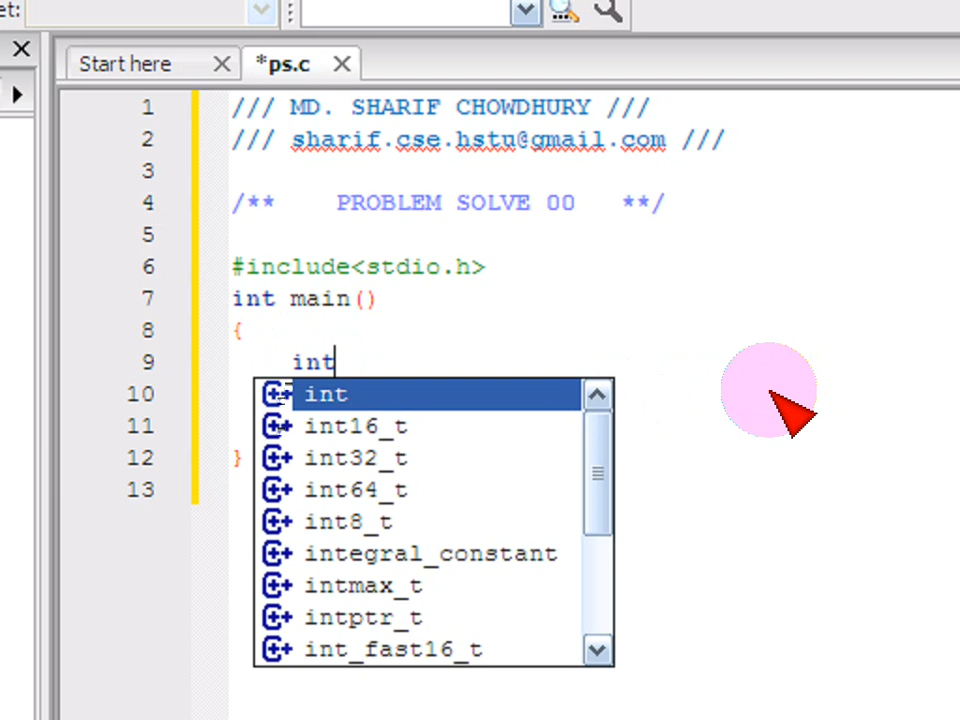 et:
Start here
*ps.c
1 /// MD. SHARIF CHOWDHURY ///
2 /// sharif.cse.hstu@gmail.com ///
3
4 /** PROBLEM SOLVE 00 **/
5
6 #include<stdio.h>
7 int main()
8 {
9 int
10
11
12 }
13
int
int16_t
int32_t
int64_t
int8_t
integral_constant
intmax_t
intptr_t
int_fast16_t